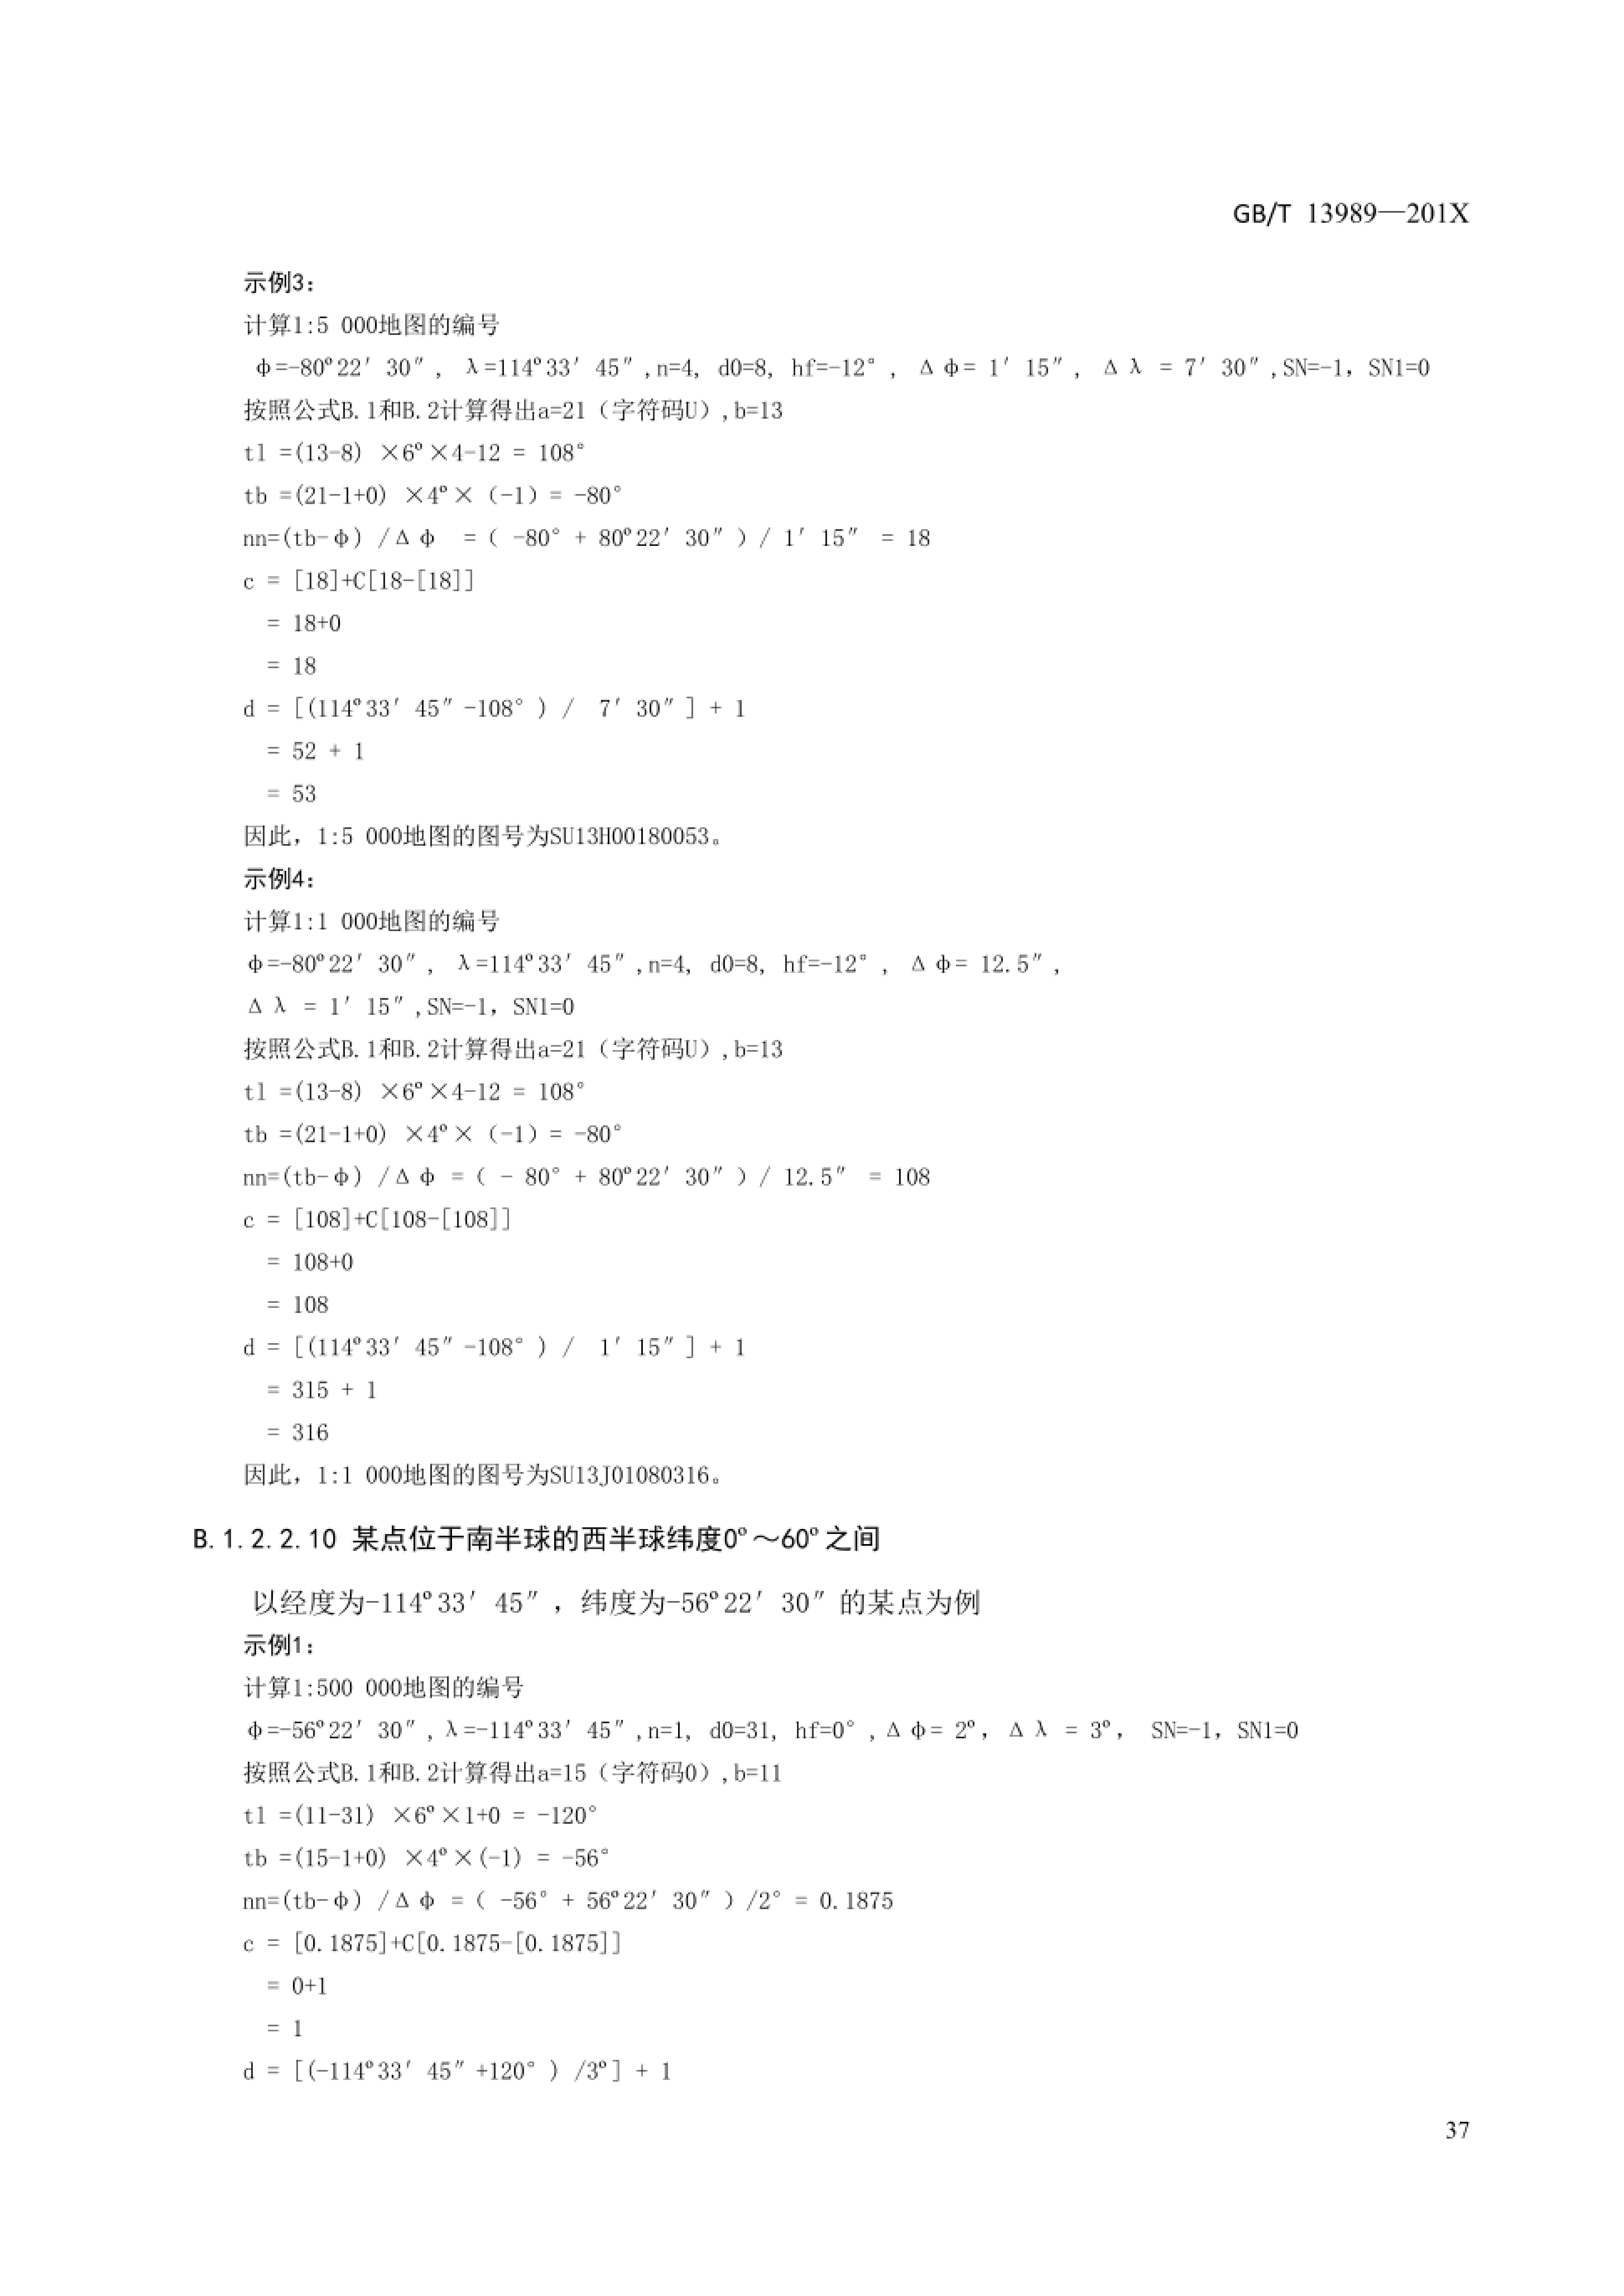 GB/T 13989—201X
示例3：
计算1:5 000地图的编号
φ=-80º22′ 30″, λ=114º33′ 45″,n=4, d0=8, hf=-12°, Δφ= 1′ 15″, Δλ = 7′ 30″,SN=-1, SN1=0
按照公式B.1和B.2计算得出a=21（字符码U）,b=13
tl =(13-8) ×6º×4-12 = 108°
tb =(21-1+0) ×4º×（-1）= -80°
nn=(tb-φ) /Δφ =（ -80° + 80º22′ 30″）/ 1′ 15″ = 18
c = [18]+C[18-[18]]
= 18+0
= 18
d = [(114º33′ 45″-108° ) / 7′ 30″] + 1
= 52 + 1
= 53
因此，1:5 000地图的图号为SU13H00180053。
示例4：
计算1:1 000地图的编号
φ=-80º22′ 30″, λ=114º33′ 45″,n=4, d0=8, hf=-12°, Δφ= 12.5″,
Δλ = 1′ 15″,SN=-1, SN1=0
按照公式B.1和B.2计算得出a=21（字符码U）,b=13
tl =(13-8) ×6º×4-12 = 108°
tb =(21-1+0) ×4º×（-1）= -80°
nn=(tb-φ) /Δφ =（ - 80° + 80º22′ 30″）/ 12.5″ = 108
c = [108]+C[108-[108]]
= 108+0
= 108
d = [(114º33′ 45″-108° ) / 1′ 15″] + 1
= 315 + 1
= 316
因此，1:1 000地图的图号为SU13J01080316。
B.1.2.2.10 某点位于南半球的西半球纬度0º～60º之间
以经度为-114º33′ 45″，纬度为-56º22′ 30″的某点为例
示例1：
计算1:500 000地图的编号
φ=-56º22′ 30″,λ=-114º33′ 45″,n=1, d0=31, hf=0°,Δφ= 2º, Δλ = 3º, SN=-1, SN1=0
按照公式B.1和B.2计算得出a=15（字符码O）,b=11
tl =(11-31) ×6º×1+0 = -120°
tb =(15-1+0) ×4º×(-1) = -56°
nn=(tb-φ) /Δφ =（ -56° + 56º22′ 30″）/2° = 0.1875
c = [0.1875]+C[0.1875-[0.1875]]
= 0+1
= 1
d = [(-114º33′ 45″+120° ) /3º] + 1
37